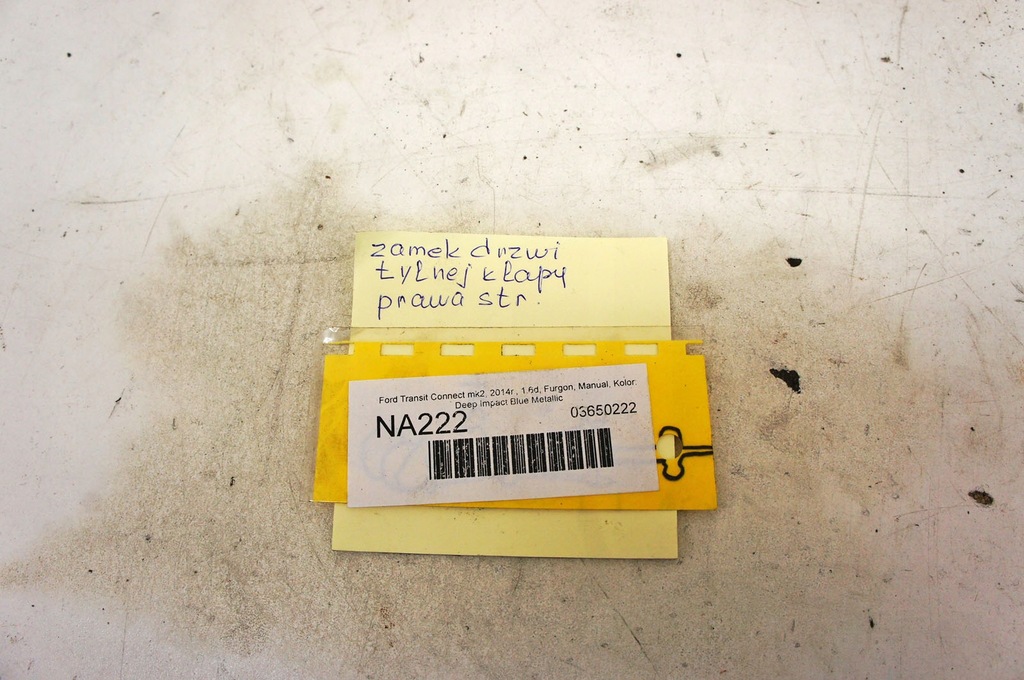 zamek drzwi
tylnej klapy
prawa str.
Ford Transit Connect mk2, 2014r., 1.6d, Furgon, Manual, Kolor:
Deep Impact Blue Metallic
NA222
03650222